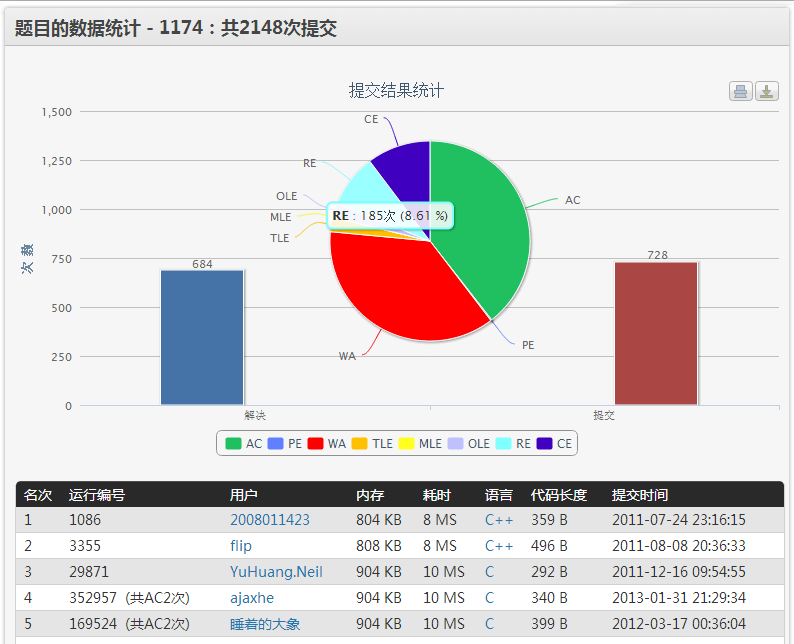 题目的数据统计 - 1174：共2148次提交
提交结果统计
1,500
1,250
1,000
750
500
250
0
次 数
CE
RE
OLE
MLE
TLE
WA
AC
PE
RE : 185次 (8.61 %)
684
728
解决
提交
AC PE WA TLE MLE OLE RE CE
名次 运行编号 用户 内存 耗时 语言 代码长度 提交时间
1 1086 2008011423 804 KB 8 MS C++ 359 B 2011-07-24 23:16:15
2 3355 flip 808 KB 8 MS C++ 496 B 2011-08-08 20:36:33
3 29871 YuHuang.Neil 904 KB 10 MS C 292 B 2011-12-16 09:54:55
4 352957 (共AC2次) ajaxhe 904 KB 10 MS C 340 B 2013-01-31 21:29:34
5 169524 (共AC2次) 睡着的大象 904 KB 10 MS C 399 B 2012-03-17 00:36:04